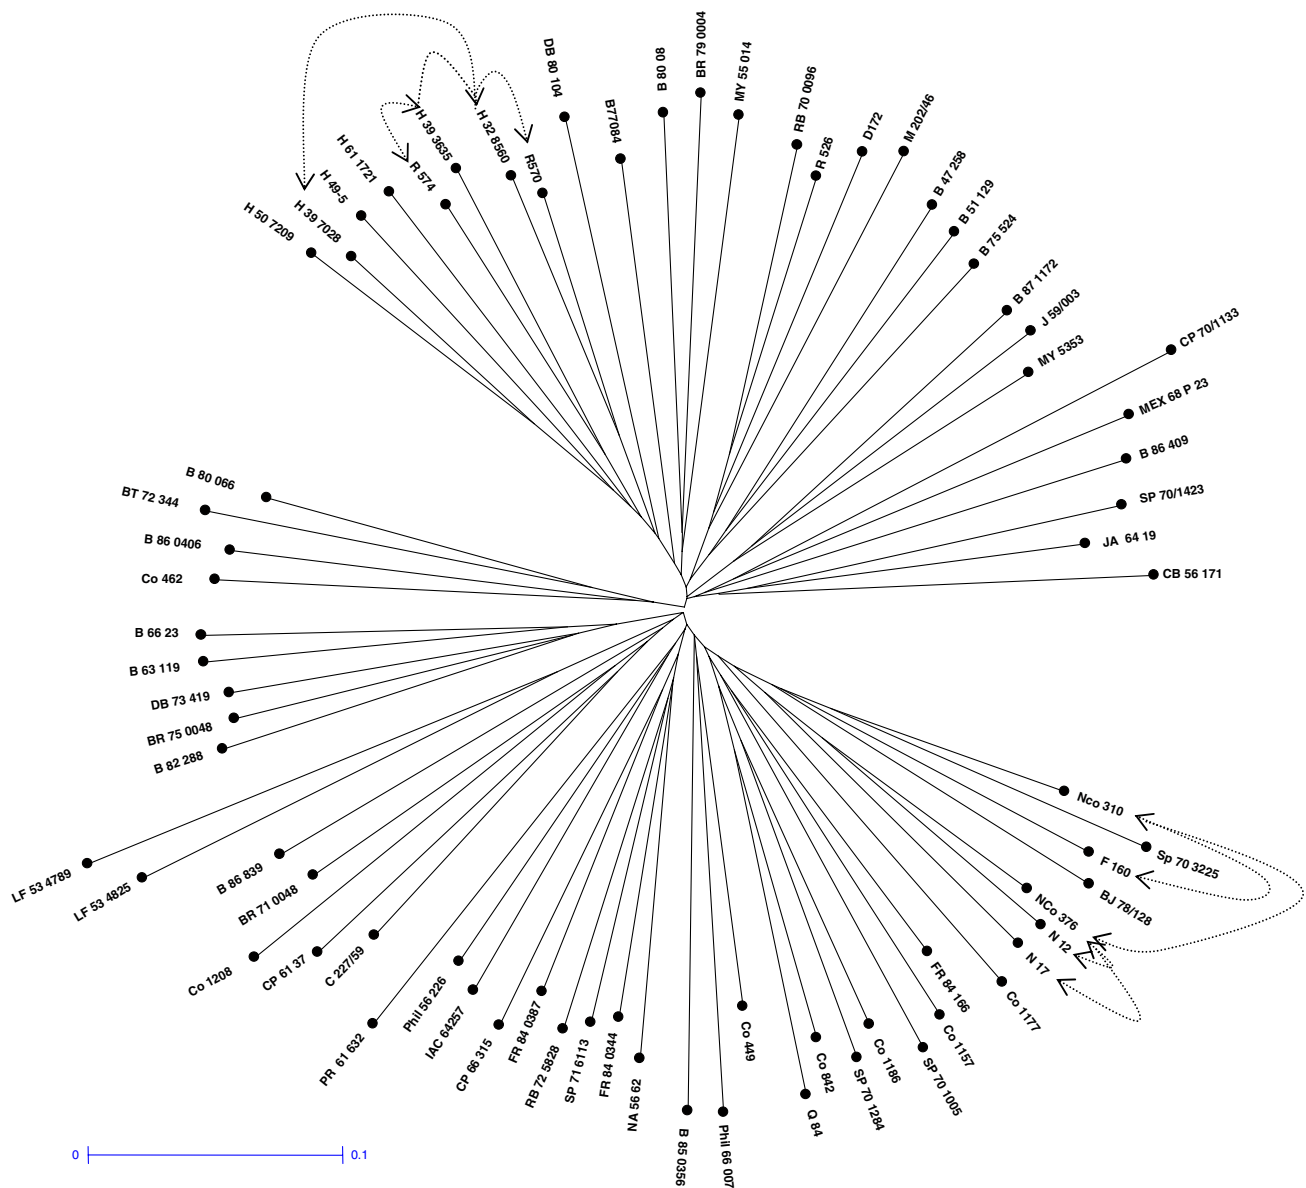 DB 80 104
B77084
B 80 08
BR 79 0004
MY 55 014
RB 70 0096
R 526
D172
M 202/46
B 47 258
B 51 129
B 75 524
B 87 1172
J 59/003
MY 5353
CP 70/1133
MEX 68 P 23
B 86 409
SP 70/1423
JA 64 19
CB 56 171
Nco 310
Sp 70 3225
F 160
BJ 78/128
NCo 376
N 12
N 17
Co 1177
FR 84 166
Co 1157
SP 70 1005
Co 1186
SP 70 1284
Co 842
Q 84
Co 449
Phil 66 007
B 85 0356
NA 56 62
FR 84 0344
SP 71 6113
RB 72 5828
FR 84 0387
CP 66 315
IAC 64257
Phil 56 226
PR 61 632
C 227/59
CP 61 37
Co 1208
BR 71 0048
B 86 839
LF 53 4825
LF 53 4789
B 82 288
BR 75 0048
DB 73 419
B 63 119
B 66 23
Co 462
B 86 0406
BT 72 344
B 80 066
H 50 7209
H 39 7028
H 49-5
H 61 1721
R 574
H 39 3635
H 32 8560
R570
0
0.1